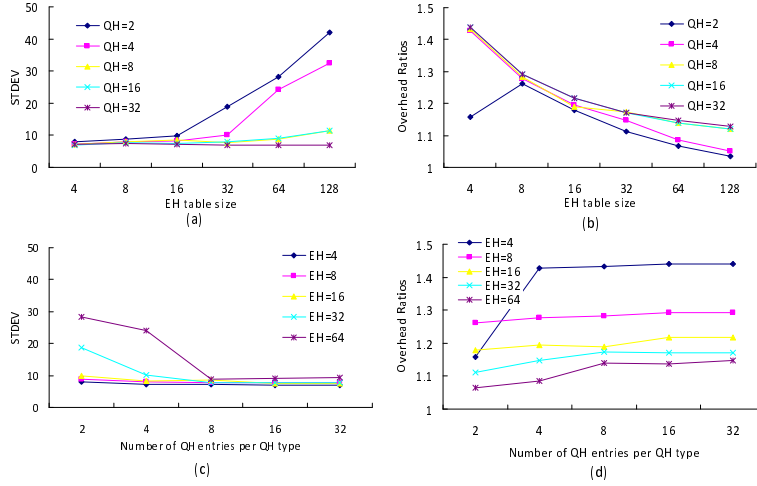 50
40
30
20
10
0
STDEV
QH=2
QH=4
QH=8
QH=16
QH=32
4 8 16 32 64 128
EH table size
(a)
1.5
1.4
1.3
1.2
1.1
1
Overhead Ratios
QH=2
QH=4
QH=8
QH=16
QH=32
4 8 16 32 64 128
EH table size
(b)
50
40
30
20
10
0
STDEV
EH=4
EH=8
EH=16
EH=32
EH=64
2 4 8 16 32
Number of QH entries per QH type
(c)
1.5
1.4
1.3
1.2
1.1
1
Overhead Ratios
EH=4
EH=8
EH=16
EH=32
EH=64
2 4 8 16 32
Number of QH entries per QH type
(d)